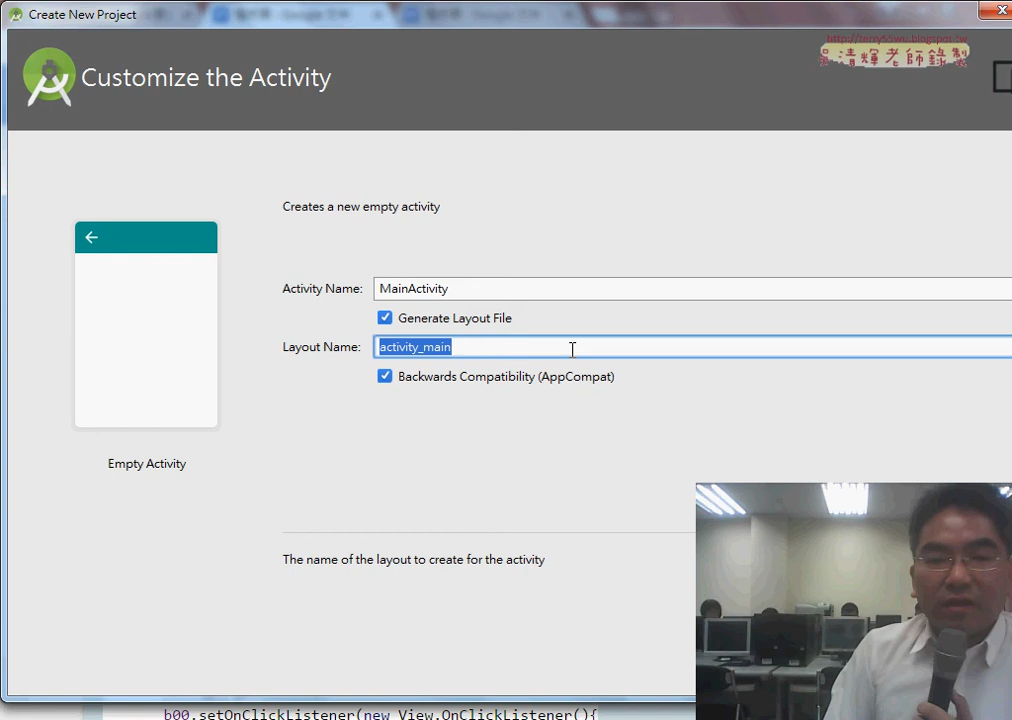 Create New Project
http://terry55wu.blogspot.tw
吳清輝老師錄製
Customize the Activity
Creates a new empty activity
Activity Name:
MainActivity
Generate Layout File
Layout Name:
activity_main
Backwards Compatibility (AppCompat)
Empty Activity
The name of the layout to create for the activity
b00.setOnClickListener(new View.OnClickListener(){